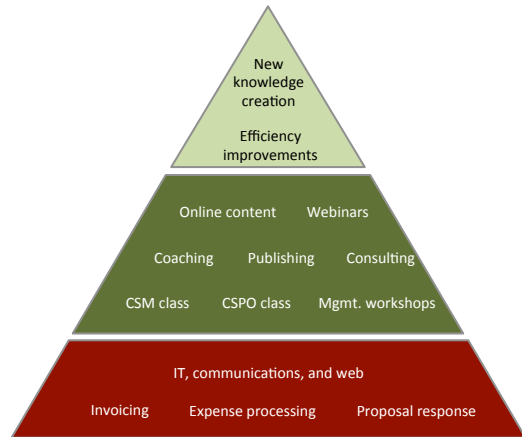 New
knowledge
creation
Efficiency
improvements
Online content Webinars
Coaching Publishing Consulting
CSM class CSPO class Mgmt. workshops
IT, communications, and web
Invoicing Expense processing Proposal response